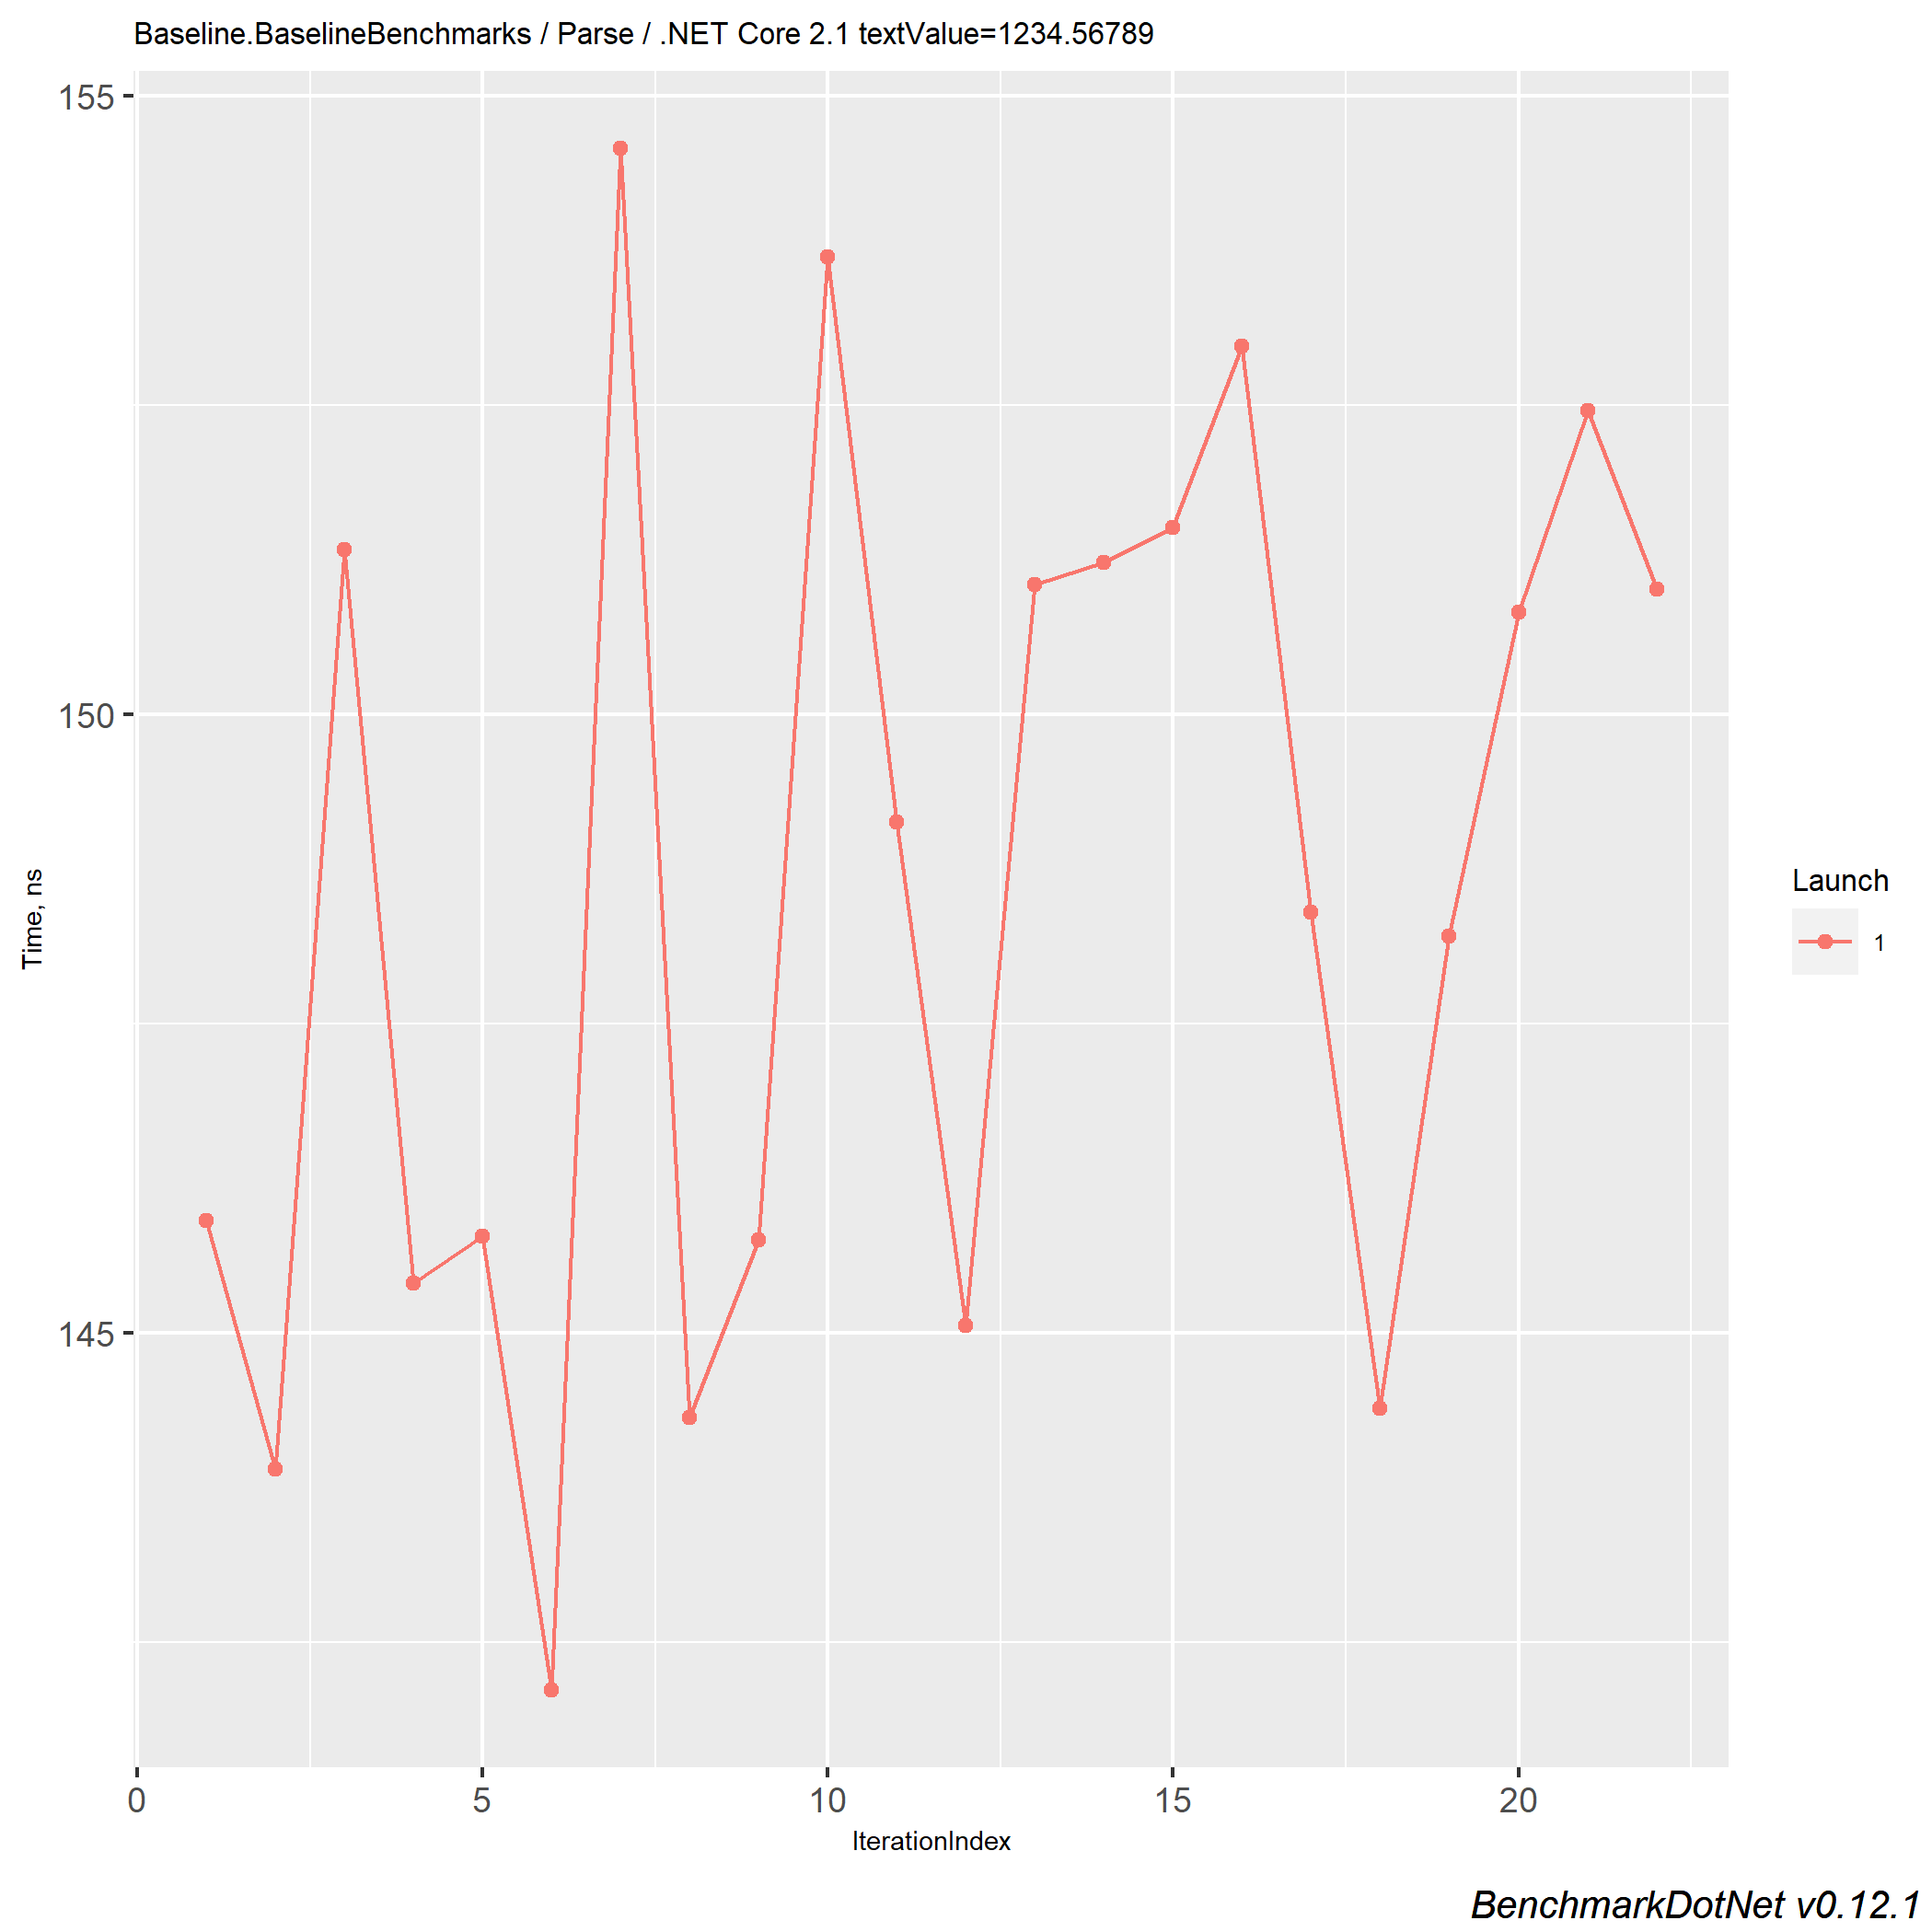 Baseline.BaselineBenchmarks / Parse / .NET Core 2.1 textValue=1234.56789
155
150
145
Time, ns
0 5 10 15 20
IterationIndex
Launch
1
BenchmarkDotNet v0.12.1